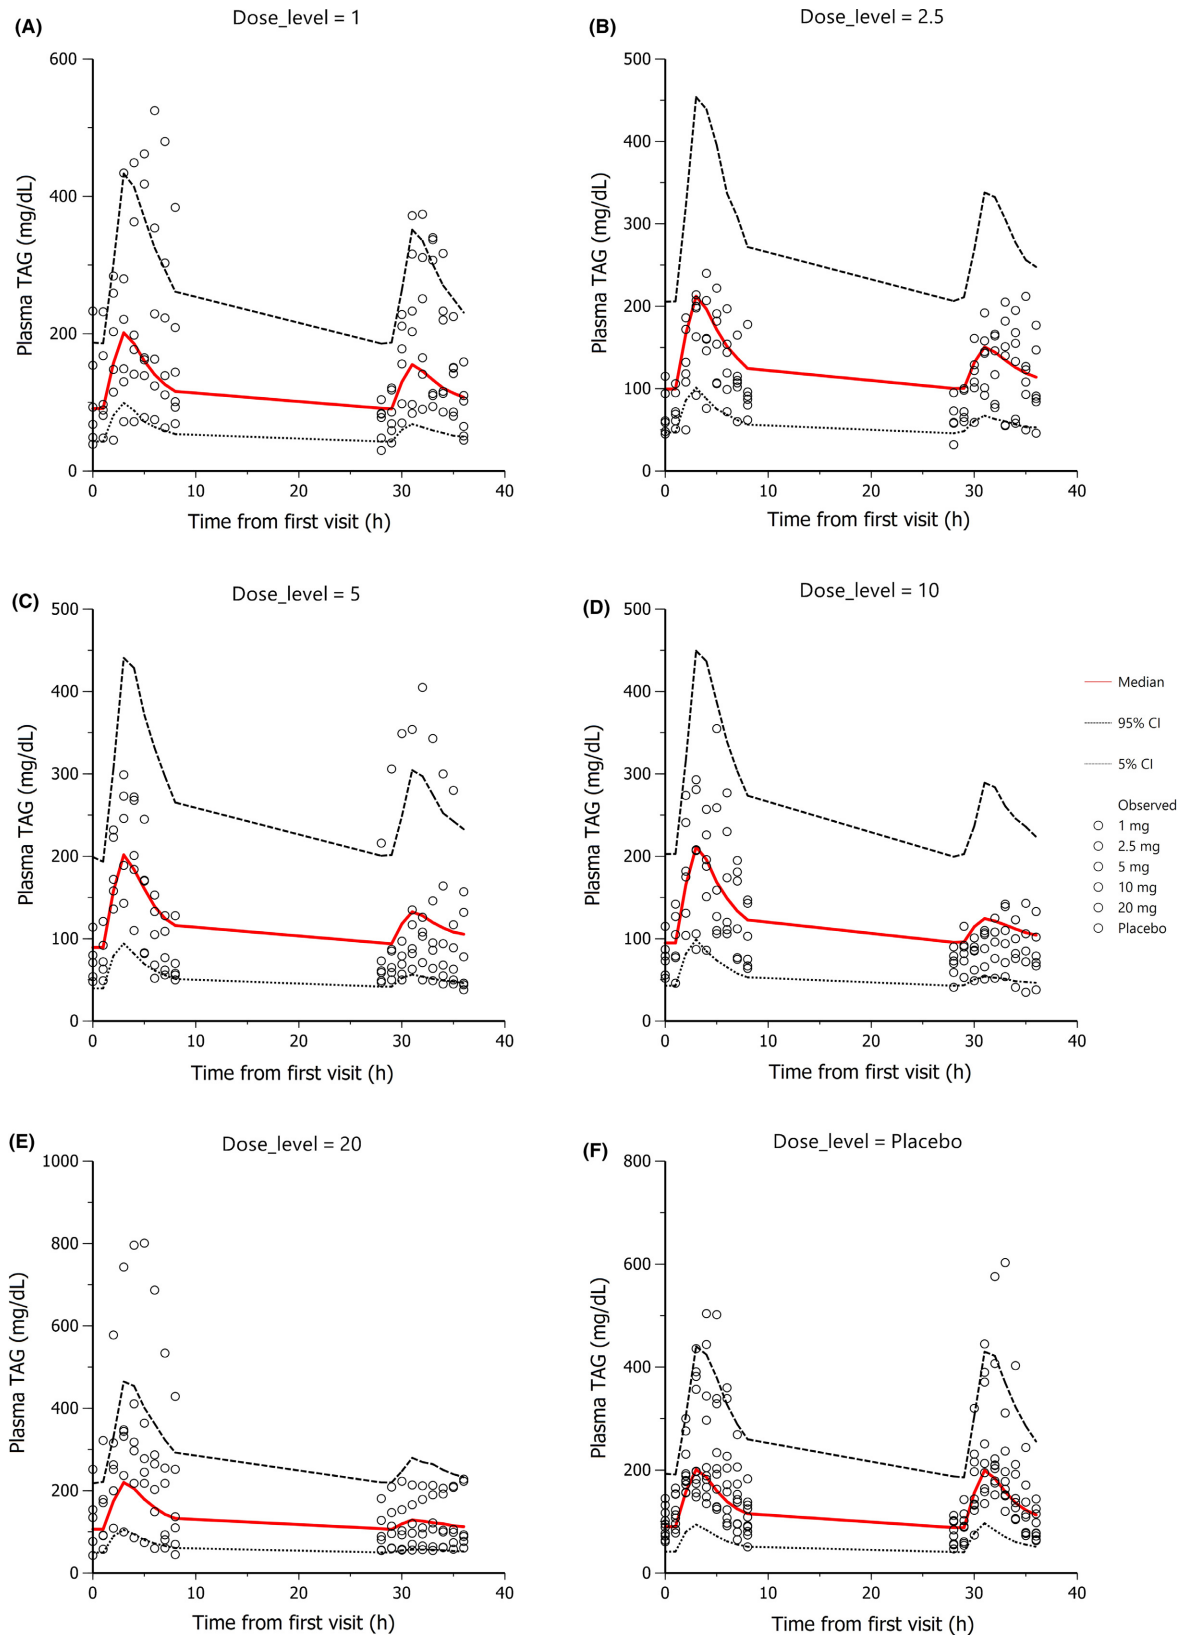 (A)
Dose_level = 1
600
400
200
0
Plasma TAG (mg/dL)
0 10 20 30 40
Time from first visit (h)
(B)
Dose_level = 2.5
500
400
300
200
100
0
Plasma TAG (mg/dL)
0 10 20 30 40
Time from first visit (h)
(C)
Dose_level = 5
500
400
300
200
100
0
Plasma TAG (mg/dL)
0 10 20 30 40
Time from first visit (h)
(D)
Dose_level = 10
500
400
300
200
100
0
Plasma TAG (mg/dL)
0 10 20 30 40
Time from first visit (h)
Median
95% CI
5% CI
Observed
1 mg
2.5 mg
5 mg
10 mg
20 mg
Placebo
(E)
Dose_level = 20
1000
800
600
400
200
0
Plasma TAG (mg/dL)
0 10 20 30 40
Time from first visit (h)
(F)
Dose_level = Placebo
800
600
400
200
0
Plasma TAG (mg/dL)
0 10 20 30 40
Time from first visit (h)